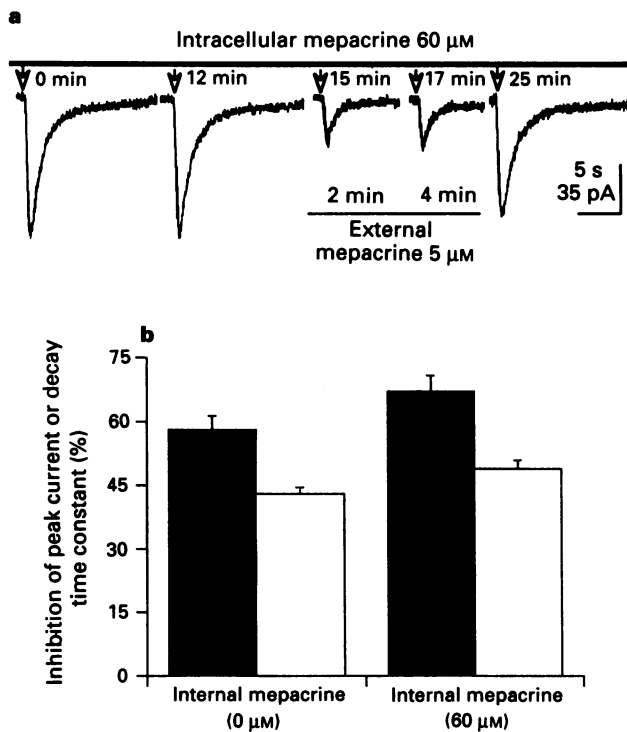 a
Intracellular mepacrine 60 μM
0 min 12 min 15 min 17 min 25 min
5 s
35 pA
2 min 4 min
External
mepacrine 5 μM
b
Inhibition of peak current or decay
time constant (%)
75
60
45
30
15
0
Internal mepacrine
(0 μM)
Internal mepacrine
(60 μM)